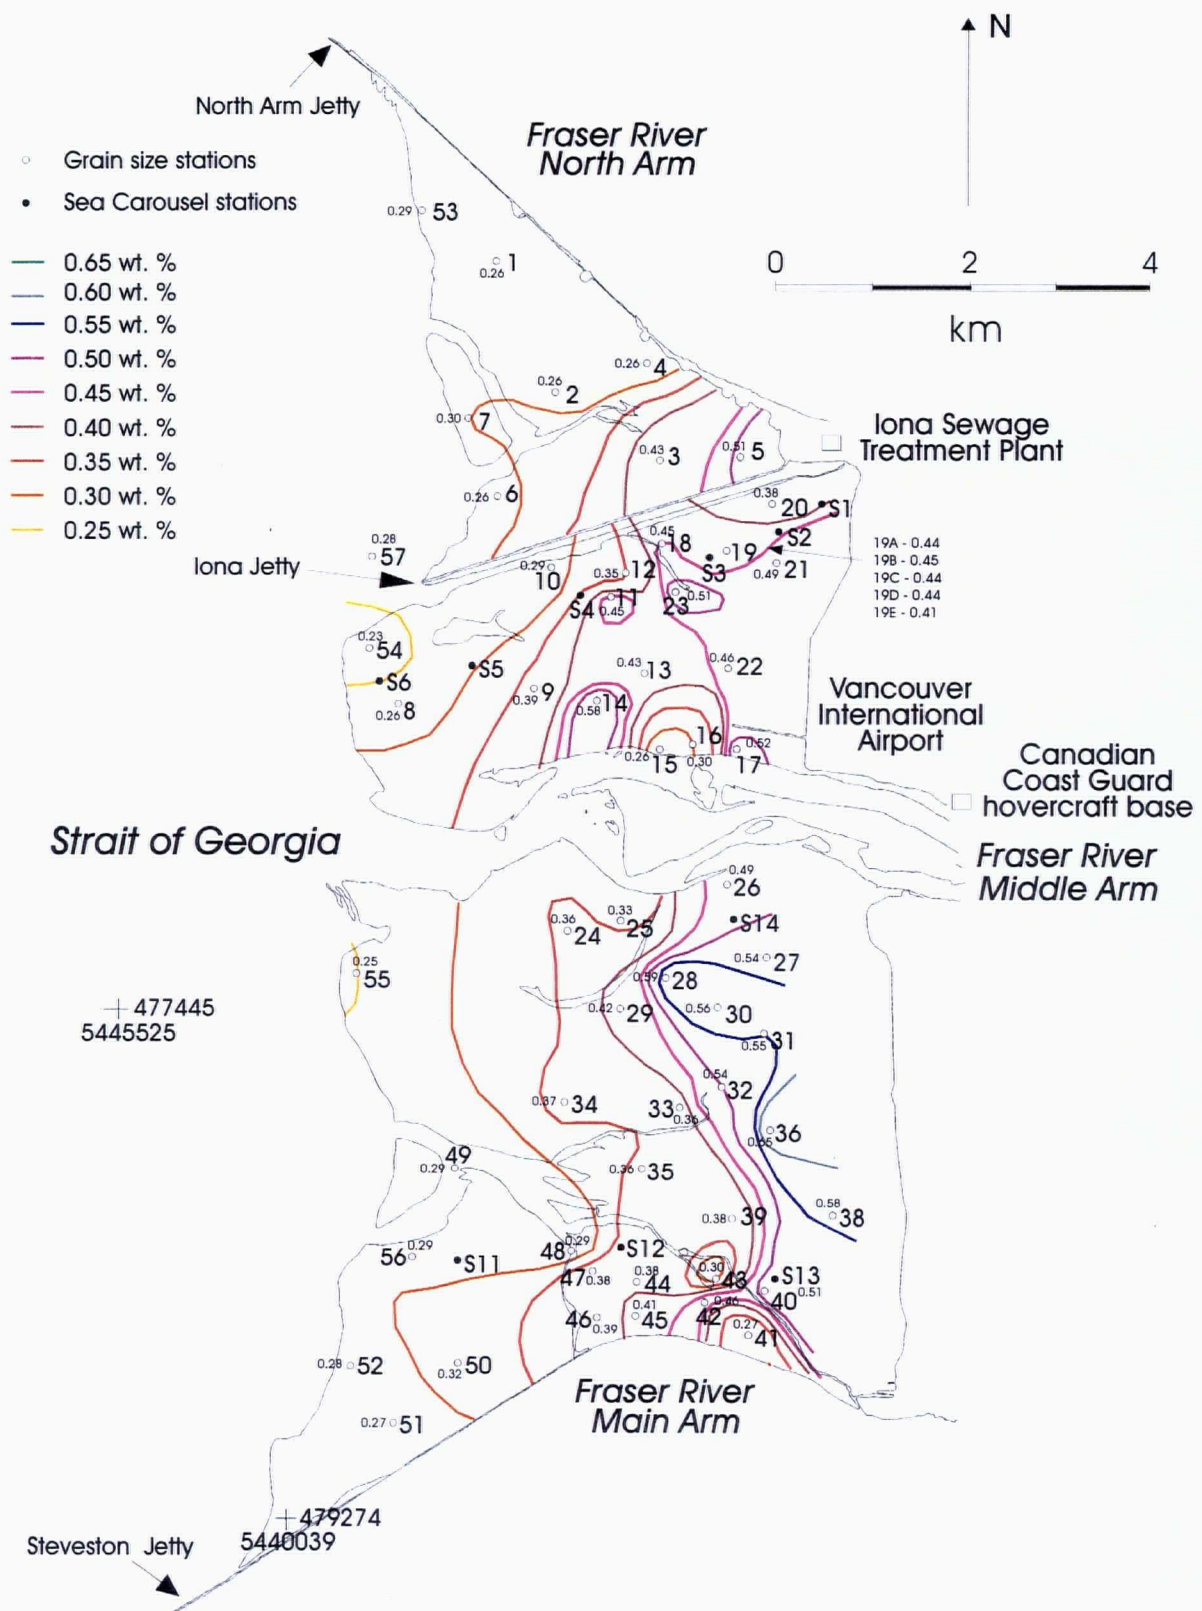 N
North Arm Jetty
Fraser River
North Arm
Grain size stations
Sea Carousel stations
0.65 wt. %
0.60 wt. %
0.55 wt. %
0.50 wt. %
0.45 wt. %
0.40 wt. %
0.35 wt. %
0.30 wt. %
0.25 wt. %
0 2 4
km
0.29 53
1
0.26
0.26 4
0.26
2
0.30 7
0.43 3
0.51 5
Iona Sewage
Treatment Plant
0.26 6
0.38
20 S1
0.28
57
Iona Jetty
0.29
10
0.35 12
0.45
18
S2
19
S3
0.49 21
19A - 0.44
19B - 0.45
19C - 0.44
19D - 0.44
19E - 0.41
S4
11
0.45
23 0.51
0.23
54
S6
S5
0.26 8
0.39 9
0.43 13
0.46 22
0.58 14
0.26 15
16
0.30
0.52
17
Vancouver
International
Airport
Canadian
Coast Guard
hovercraft base
Strait of Georgia
Fraser River
Middle Arm
0.49
26
0.36
24
0.33
25
S14
0.54 27
0.25
55
0.59 28
0.42 29
0.56 30
0.55 31
477445
5445525
0.54
32
0.37 34
33
0.36
36
0.65
49
0.29
0.36 35
0.58
38
0.38 39
56 0.29
S11
48 0.29
S12
47 0.38
0.38
44
0.30
43
S13
40 0.51
46
0.39
0.41
45
42 0.46
0.27
41
0.28 52
50
0.32
0.27 51
Fraser River
Main Arm
479274
5440039
Steveston Jetty